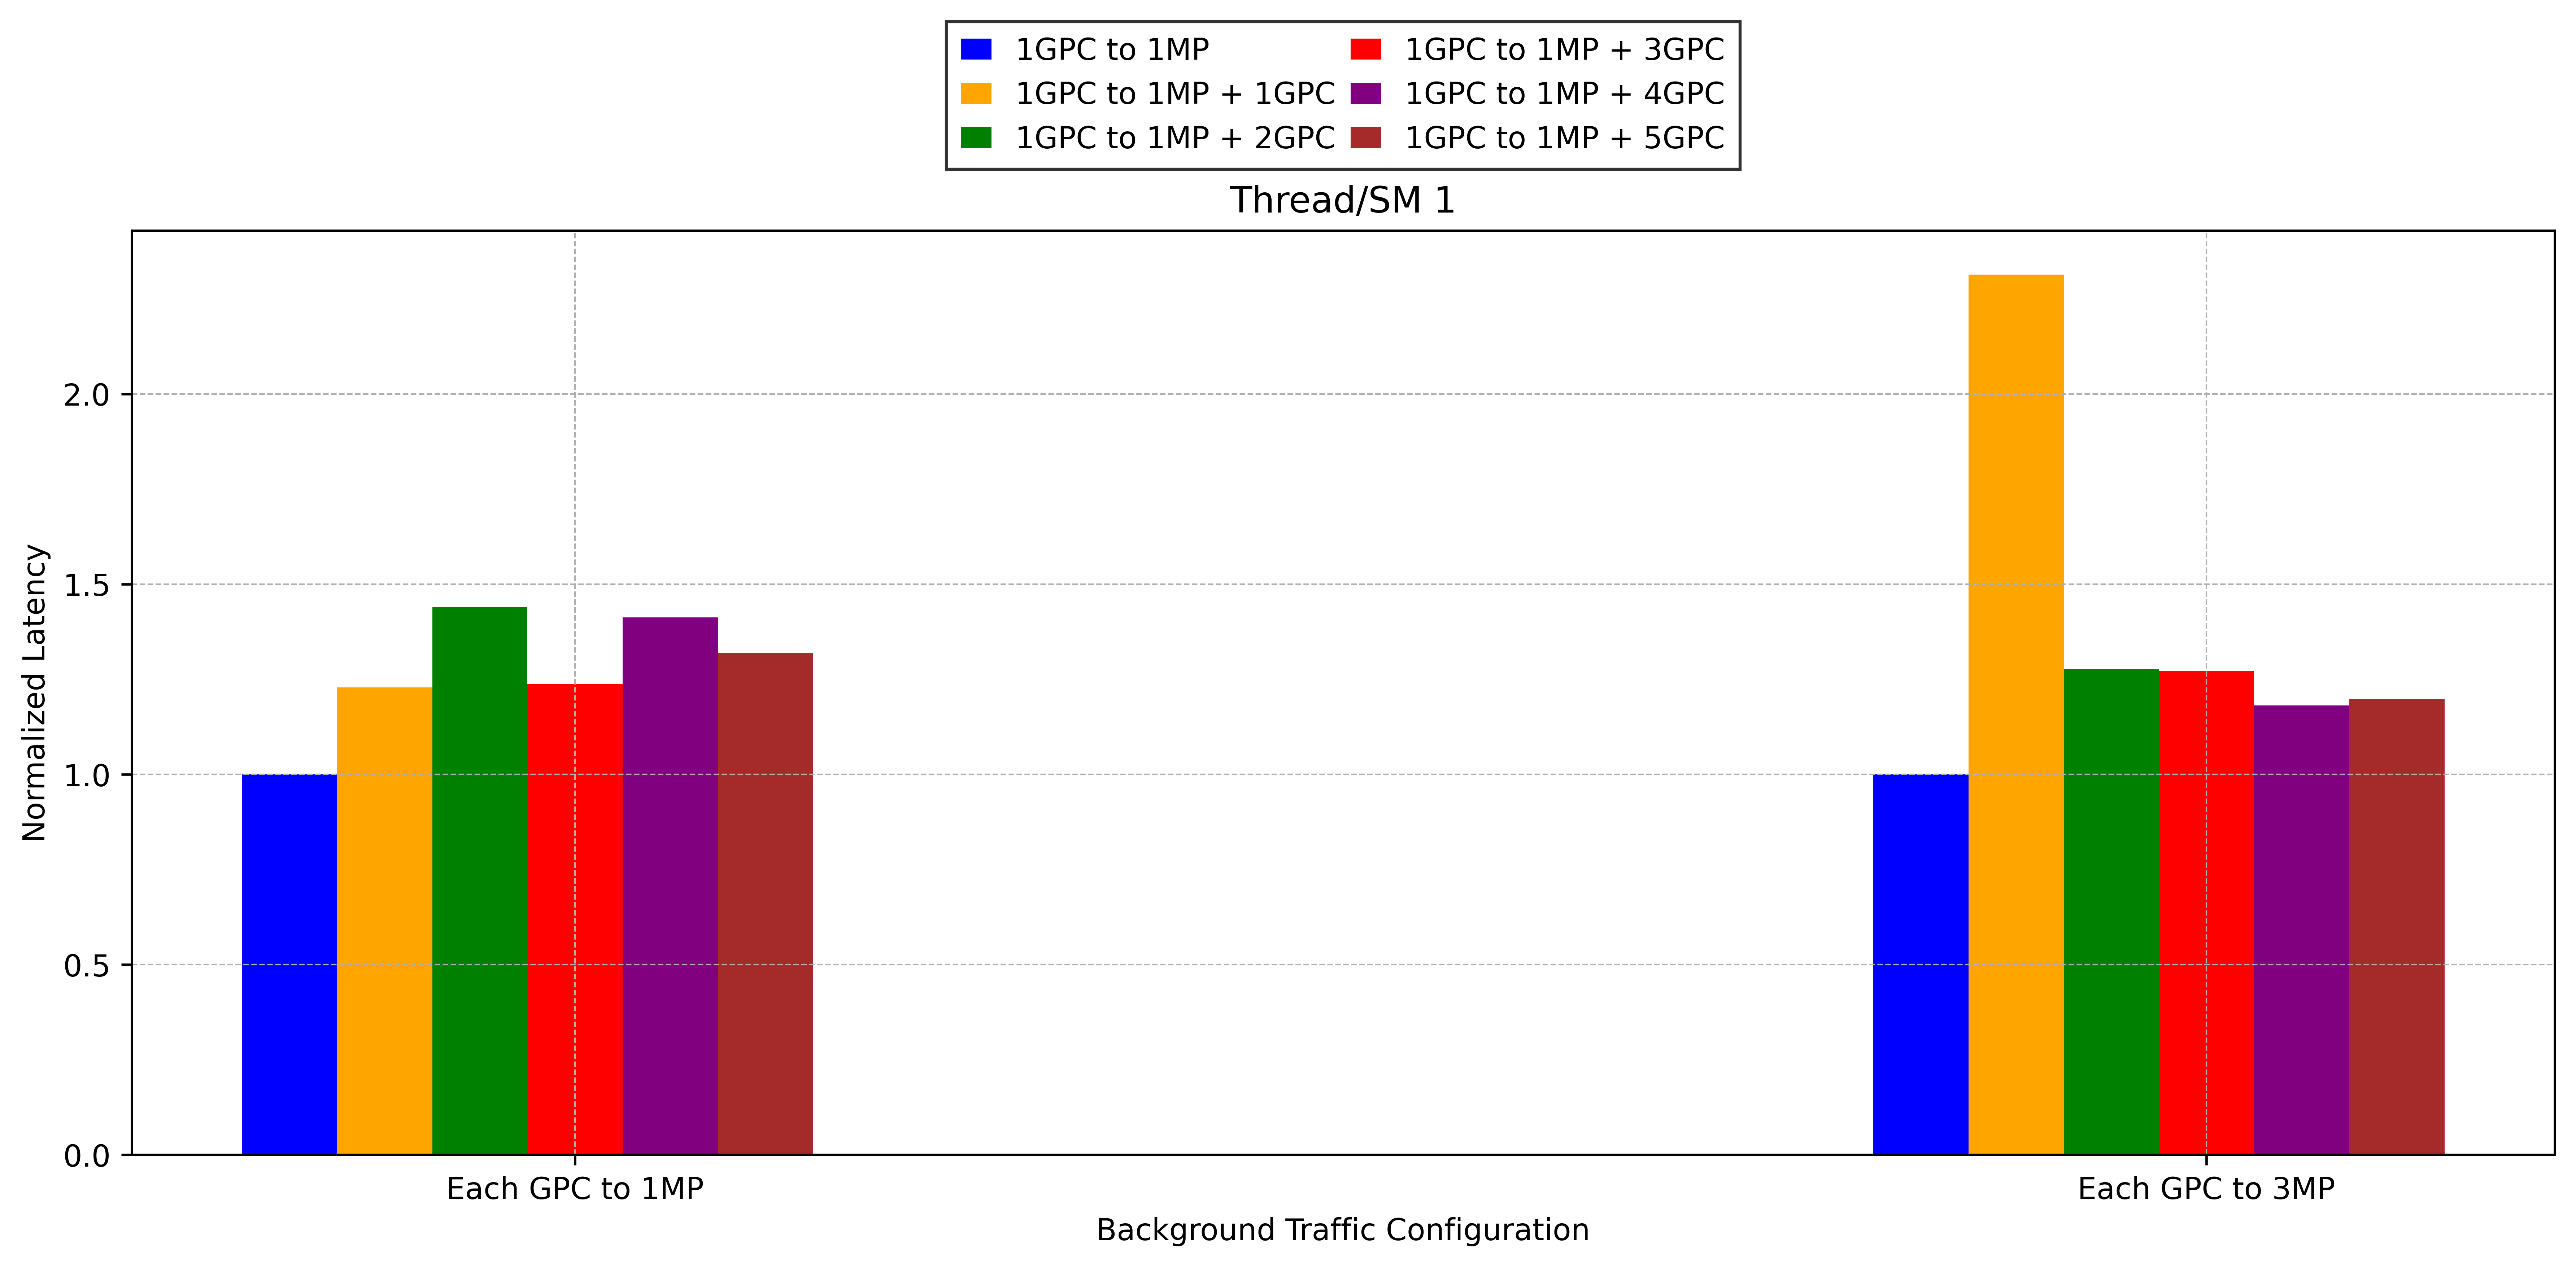 1GPC to 1MP
1GPC to 1MP + 1GPC
1GPC to 1MP + 2GPC
1GPC to 1MP + 3GPC
1GPC to 1MP + 4GPC
1GPC to 1MP + 5GPC
Thread/SM 1
Normalized Latency
2.0
1.5
1.0
0.5
0.0
Each GPC to 1MP
Each GPC to 3MP
Background Traffic Configuration